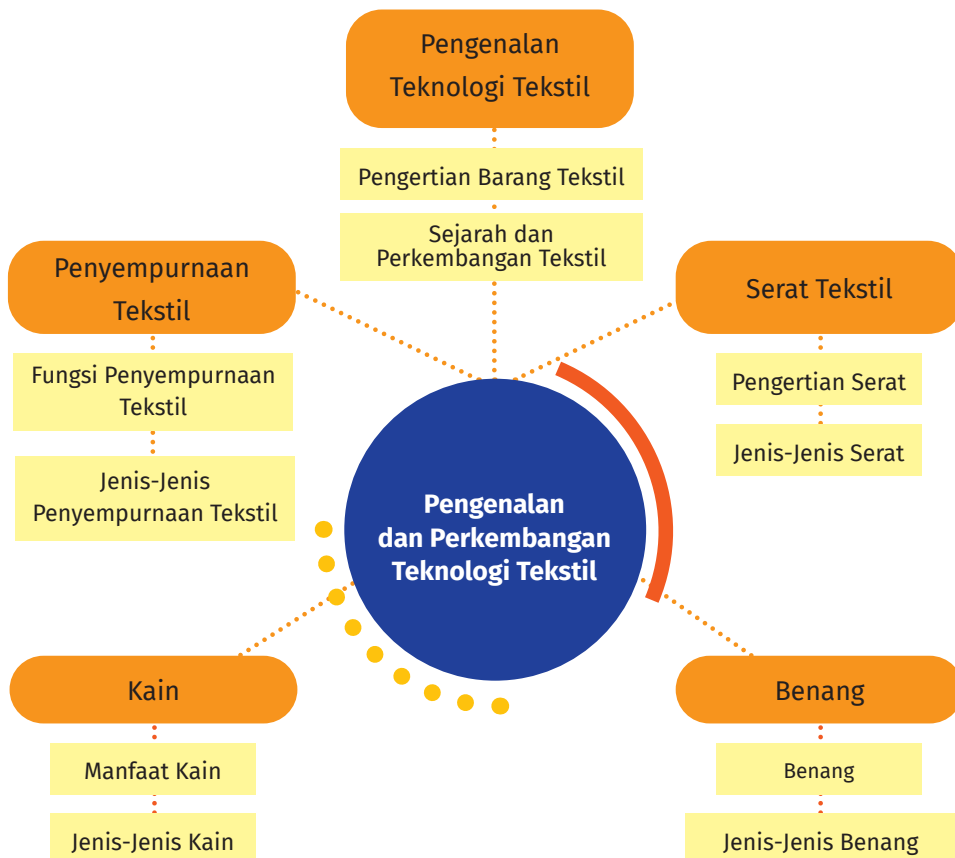 Pengenalan
Teknologi Tekstil
Pengertian Barang Tekstil
Sejarah dan
Perkembangan Tekstil
Penyempurnaan
Tekstil
Fungsi Penyempurnaan
Tekstil
Jenis-Jenis
Penyempurnaan Tekstil
Serat Tekstil
Pengertian Serat
Jenis-Jenis Serat
Pengenalan
dan Perkembangan
Teknologi Tekstil
Kain
Manfaat Kain
Jenis-Jenis Kain
Benang
Benang
Jenis-Jenis Benang